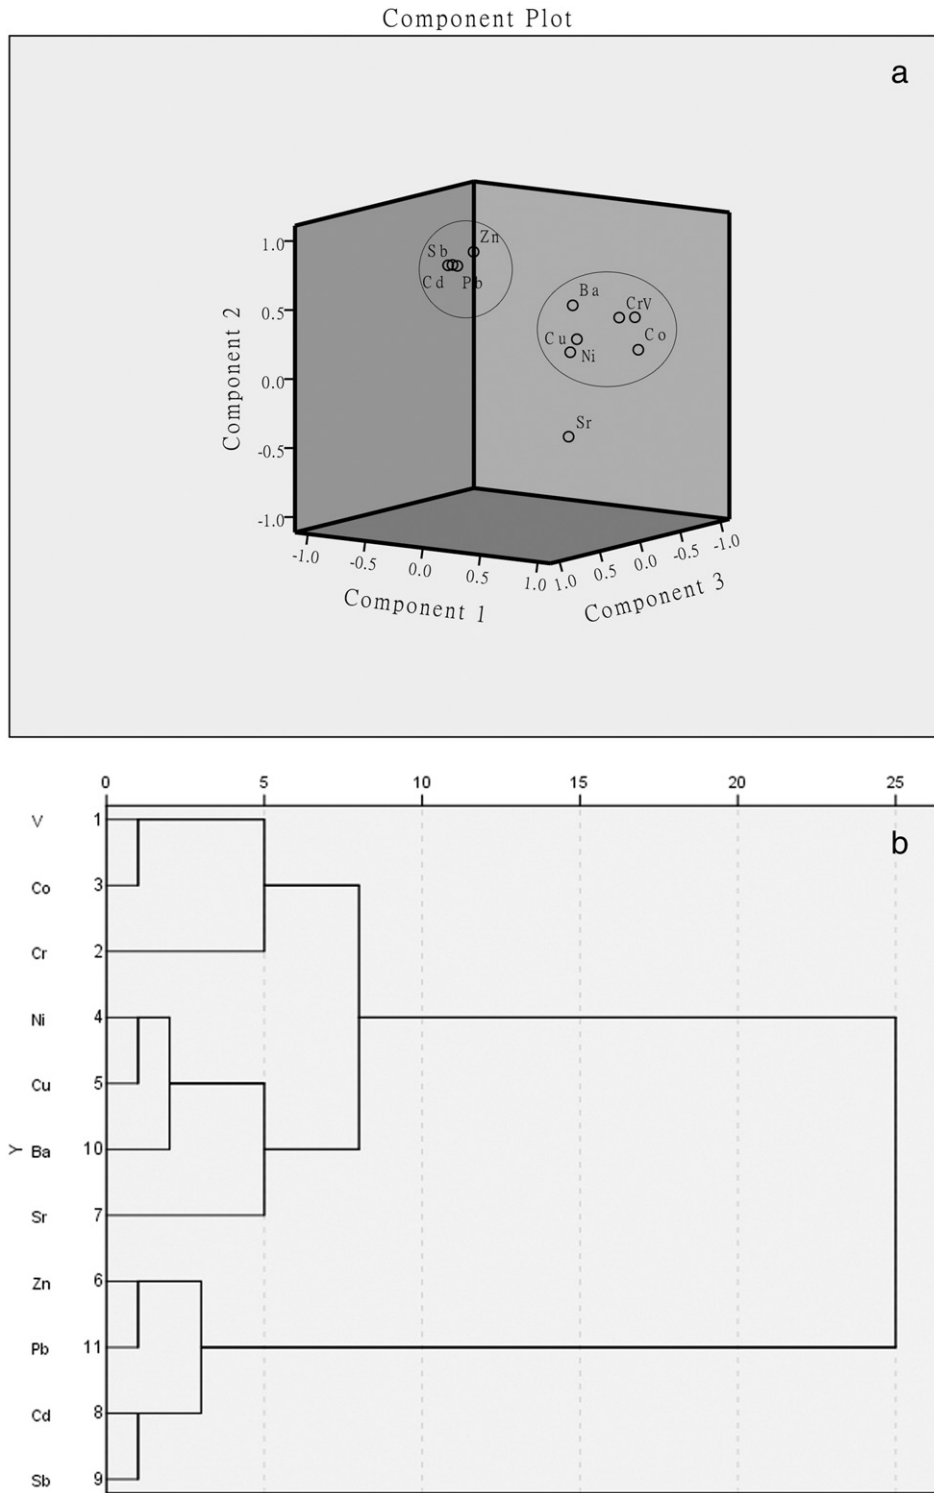 Component Plot
a
Zn
Sb
Cd Pb
Ba
CrV
Cu
Ni
Co
Sr
Component 2
1.0
0.5
0.0
-0.5
-1.0
-1.0 -0.5 0.0 0.5 1.0
Component 1
1.0 0.5 0.0 -0.5 -1.0
Component 3
0 5 10 15 20 25
b
V 1
Co 3
Cr 2
Ni 4
Cu 5
Y
Ba 10
Sr 7
Zn 6
Pb 11
Cd 8
Sb 9